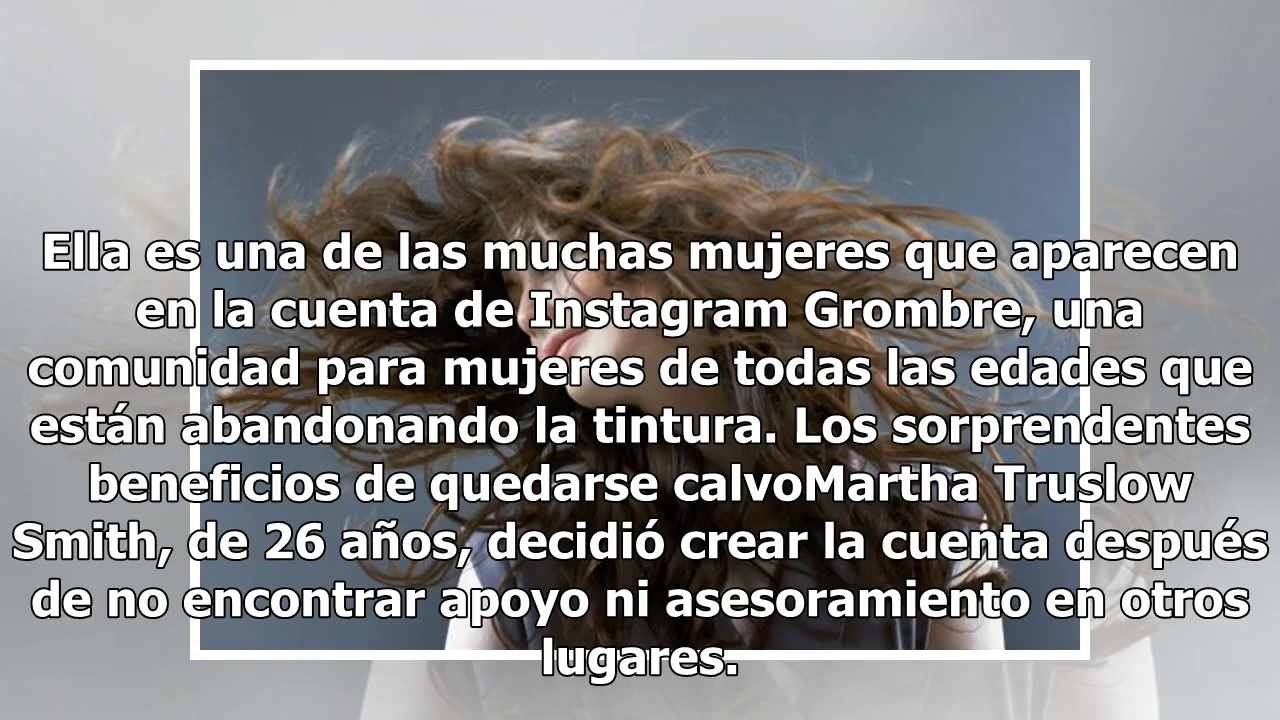 Ella es una de las muchas mujeres que aparecen
en la cuenta de Instagram Grombre, una
comunidad para mujeres de todas las edades que
están abandonando la tintura. Los sorprendentes
beneficios de quedarse calvoMartha Truslow
Smith, de 26 años, decidió crear la cuenta después
de no encontrar apoyo ni asesoramiento en otros
lugares.